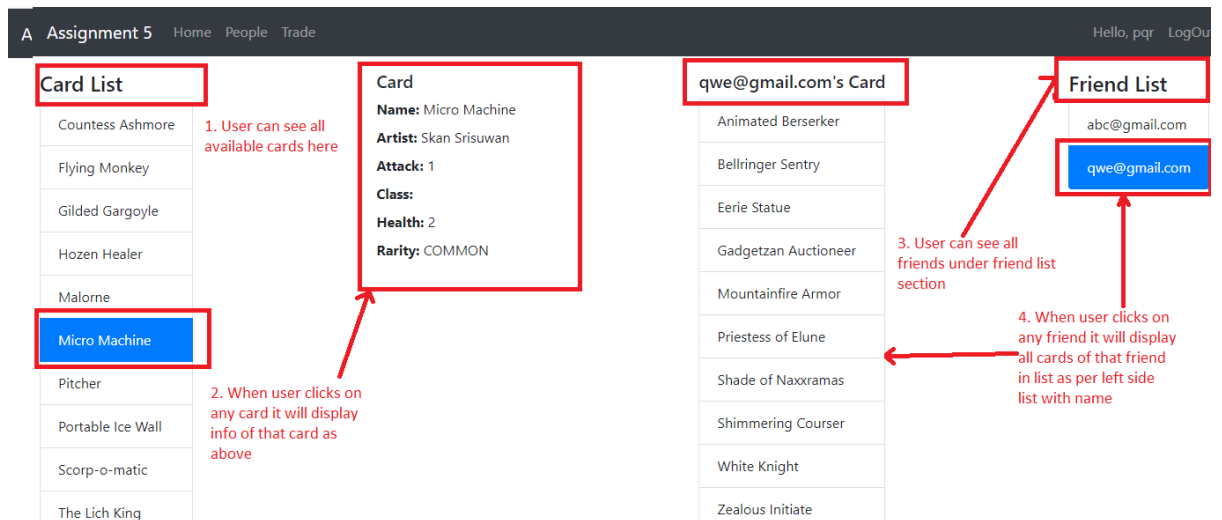 A Assignment 5 Home People Trade Hello, pqr LogOut
Card List
Countess Ashmore
Flying Monkey
Gilded Gargoyle
Hozen Healer
Malorne
Micro Machine
Pitcher
Portable Ice Wall
Scorp-o-matic
The Lich King
1. User can see all
available cards here
Card
Name: Micro Machine
Artist: Skan Srisuwan
Attack: 1
Class:
Health: 2
Rarity: COMMON
2. When user clicks on
any card it will display
info of that card as
above
qwe@gmail.com's Card
Animated Berserker
Bellringer Sentry
Eerie Statue
Gadgetzan Auctioneer
Mountainfire Armor
Priestess of Elune
Shade of Naxxramas
Shimmering Courser
White Knight
Zealous Initiate
Friend List
abc@gmail.com
qwe@gmail.com
3. User can see all
friends under friend list
section
4. When user clicks on
any friend it will display
all cards of that friend
in list as per left side
list with name